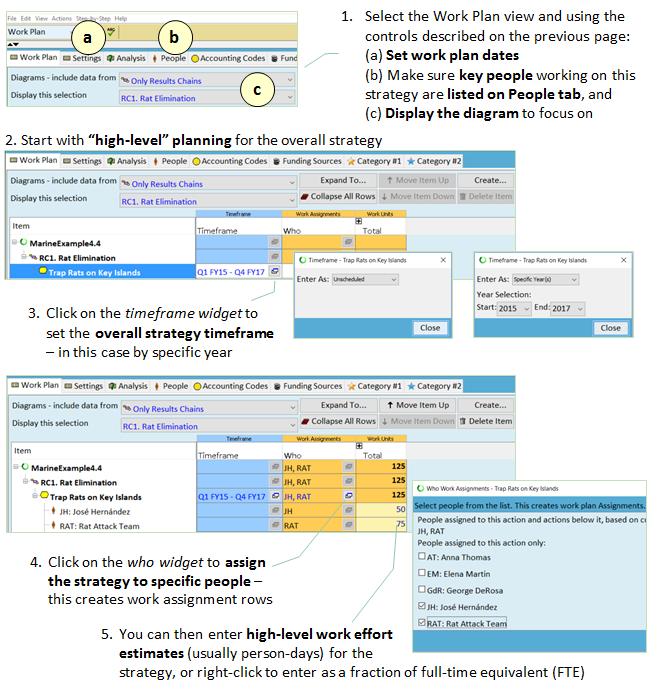 File Edit View Actions Step-by-Step Help
Work Plan
a
b
c
Work Plan Settings Analysis People Accounting Codes Fund
Diagrams - include data from Only Results Chains
Display this selection RC1. Rat Elimination
1. Select the Work Plan view and using the
controls described on the previous page:
(a) Set work plan dates
(b) Make sure key people working on this
strategy are listed on People tab, and
(c) Display the diagram to focus on
2. Start with “high-level” planning for the overall strategy
Work Plan Settings Analysis People Accounting Codes Funding Sources Category #1 Category #2
Diagrams - include data from Only Results Chains Expand To... Move Item Up Create...
Display this selection RC1. Rat Elimination Collapse All Rows Move Item Down Delete Item
Timeframe Work Assignments Work Units
Item Timeframe Who Total
MarineExample4.4
RC1. Rat Elimination
Trap Rats on Key Islands Q1 FY15 - Q4 FY17
Timeframe - Trap Rats on Key Islands
Enter As: Unscheduled
Close
Timeframe - Trap Rats on Key Islands
Enter As: Specific Year(s)
Year Selection:
Start: 2015 End: 2017
Close
3. Click on the timeframe widget to
set the overall strategy timeframe
– in this case by specific year
Work Plan Settings Analysis People Accounting Codes Funding Sources Category #1 Category #2
Diagrams - include data from Only Results Chains Expand To... Move Item Up Create...
Display this selection RC1. Rat Elimination Collapse All Rows Move Item Down Delete Item
Timeframe Work Assignments Work Units
Item Timeframe Who Total
MarineExample4.4 JH, RAT 125
RC1. Rat Elimination JH, RAT 125
Trap Rats on Key Islands Q1 FY15 - Q4 FY17 JH, RAT 125
JH: José Hernández JH 50
RAT: Rat Attack Team RAT 75
Who Work Assignments - Trap Rats on Key Islands
Select people from the list. This creates work plan Assignments.
People assigned to this action and actions below it, based on
JH, RAT
People assigned to this action only:
AT: Anna Thomas
EM: Elena Martin
GdR: George DeRosa
JH: José Hernández
RAT: Rat Attack Team
4. Click on the who widget to assign
the strategy to specific people –
this creates work assignment rows
5. You can then enter high-level work effort
estimates (usually person-days) for the
strategy, or right-click to enter as a fraction of full-time equivalent (FTE)